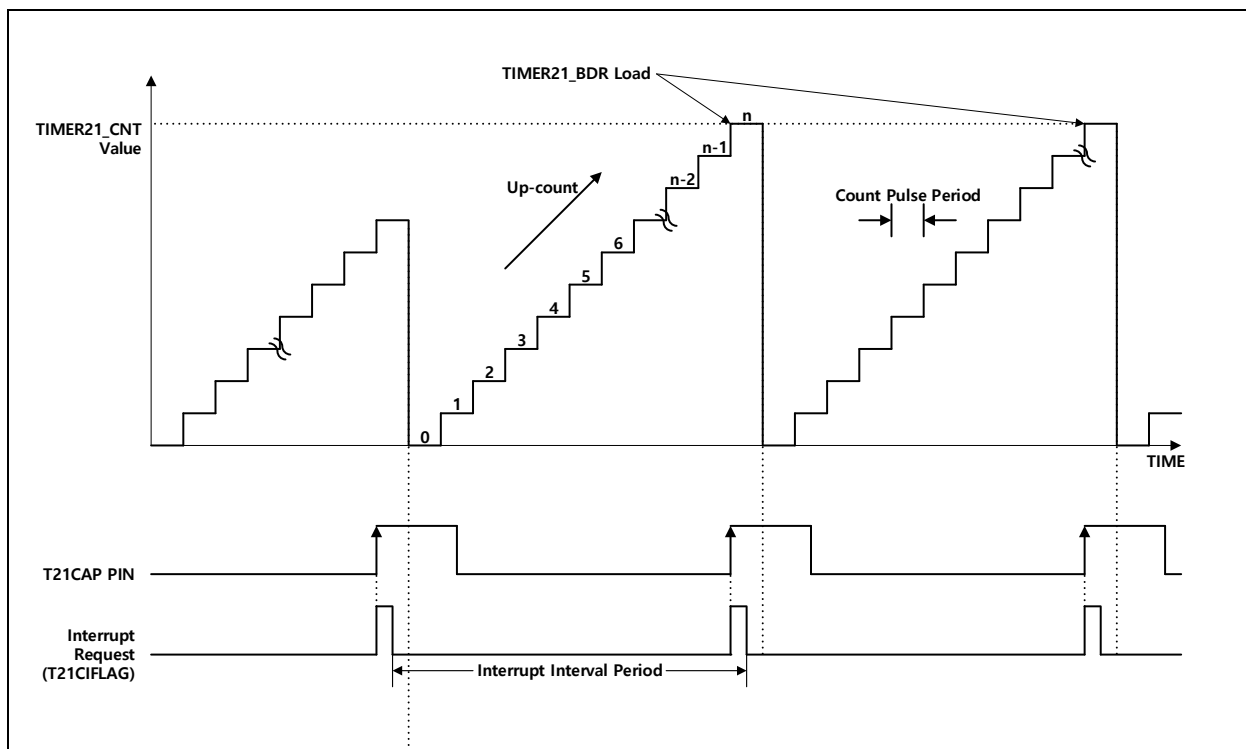 TIMER21_BDR Load
TIMER21_CNT
Value
n
n-1
n-2
Up-count
Count Pulse Period
6
5
4
3
2
1
0
TIME
T21CAP PIN
Interrupt
Request
(T21CIFLAG)
Interrupt Interval Period